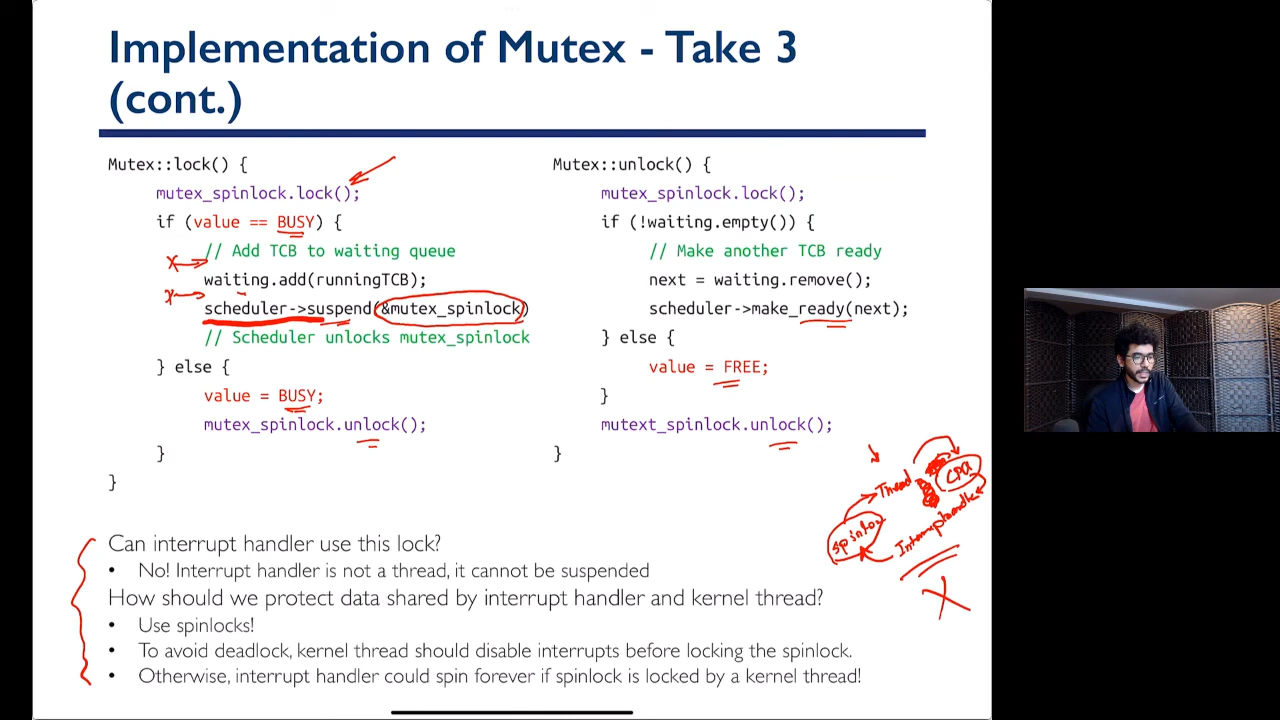 Implementation of Mutex - Take 3
(cont.)
Mutex::lock() {
mutex_spinlock.lock();
if (value == BUSY) {
// Add TCB to waiting queue
waiting.add(runningTCB);
scheduler->suspend(&mutex_spinlock)
// Scheduler unlocks mutex_spinlock
} else {
value = BUSY;
mutex_spinlock.unlock();
}
}
Mutex::unlock() {
mutex_spinlock.lock();
if (!waiting.empty()) {
// Make another TCB ready
next = waiting.remove();
scheduler->make_ready(next);
} else {
value = FREE;
}
mutext_spinlock.unlock();
}
x
x
Thread
CPU
spinloc
Interrupt handle
X
Can interrupt handler use this lock?
• No! Interrupt handler is not a thread, it cannot be suspended
How should we protect data shared by interrupt handler and kernel thread?
• Use spinlocks!
• To avoid deadlock, kernel thread should disable interrupts before locking the spinlock.
• Otherwise, interrupt handler could spin forever if spinlock is locked by a kernel thread!